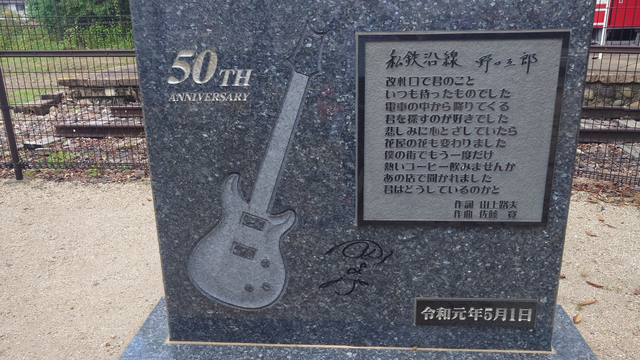 50TH
ANNIVERSARY
私鉄沿線 野口五郎
改札口で君のこと
いつも待ったものでした
電車の中から降りてくる
君を探すのが好きでした
悲しみに心とざしていたら
花屋の花も変わりました
僕の街でもう一度だけ
熱いコーヒー飲みませんか
あの店で聞かれました
君はどうしているのかと
作詞 山上路夫
作曲 佐藤 寛
令和元年5月1日